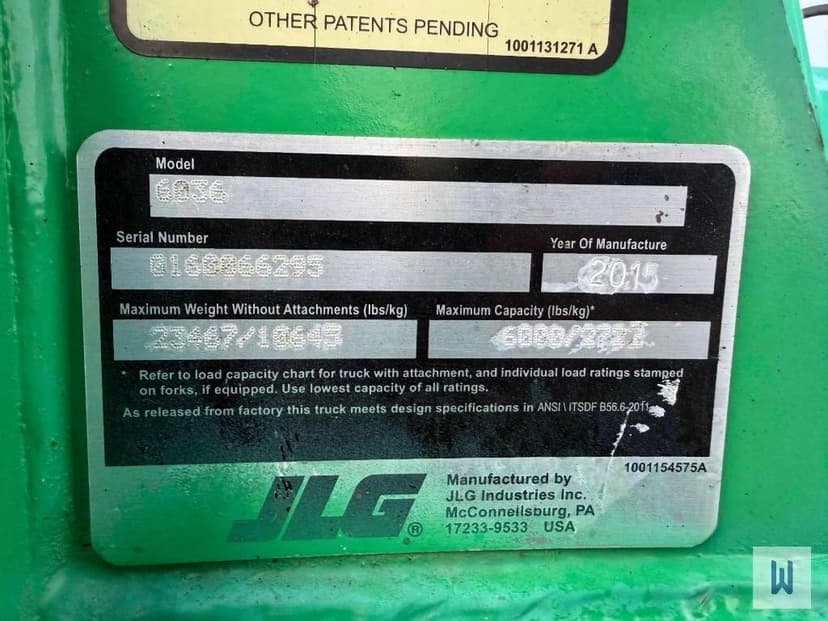 OTHER PATENTS PENDING
1001131271 A
Model
6036
Serial Number
0160066295
Year Of Manufacture
2015
Maximum Weight Without Attachments (lbs/kg)
23467/10645
Maximum Capacity (lbs/kg)*
6000/2722
* Refer to load capacity chart for truck with attachment, and individual load ratings stamped
on forks, if equipped. Use lowest capacity of all ratings.
As released from factory this truck meets design specifications in ANSI \ ITSDF B56.6-2011
1001154575A
JLG®
Manufactured by
JLG Industries Inc.
McConnellsburg, PA
17233-9533 USA
W